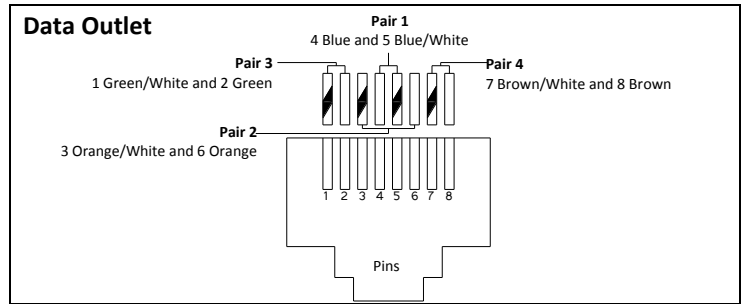 Data Outlet
Pair 1
4 Blue and 5 Blue/White
Pair 3
1 Green/White and 2 Green
Pair 4
7 Brown/White and 8 Brown
Pair 2
3 Orange/White and 6 Orange
1 2 3 4 5 6 7 8
Pins